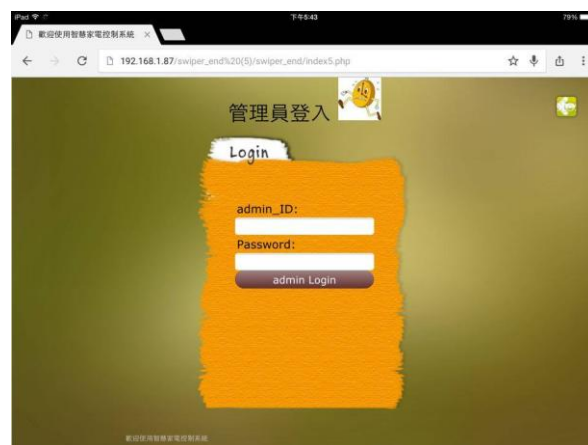 iPad
下午5:43
79%
歡迎使用智慧家電控制系統
192.168.1.87/swiper_end%20(5)/swiper_end/index5.php
管理員登入
Login
admin_ID:
Password:
admin Login
歡迎使用智慧家電控制系統